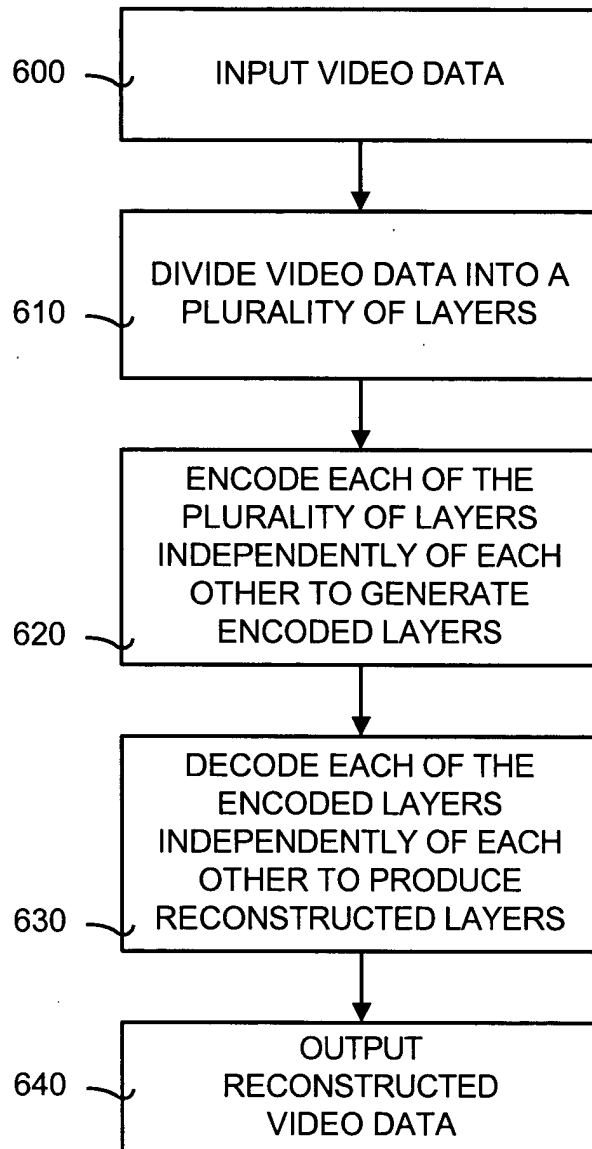 600
INPUT VIDEO DATA
610
DIVIDE VIDEO DATA INTO A
PLURALITY OF LAYERS
620
ENCODE EACH OF THE
PLURALITY OF LAYERS
INDEPENDENTLY OF EACH
OTHER TO GENERATE
ENCODED LAYERS
630
DECODE EACH OF THE
ENCODED LAYERS
INDEPENDENTLY OF EACH
OTHER TO PRODUCE
RECONSTRUCTED LAYERS
640
OUTPUT
RECONSTRUCTED
VIDEO DATA